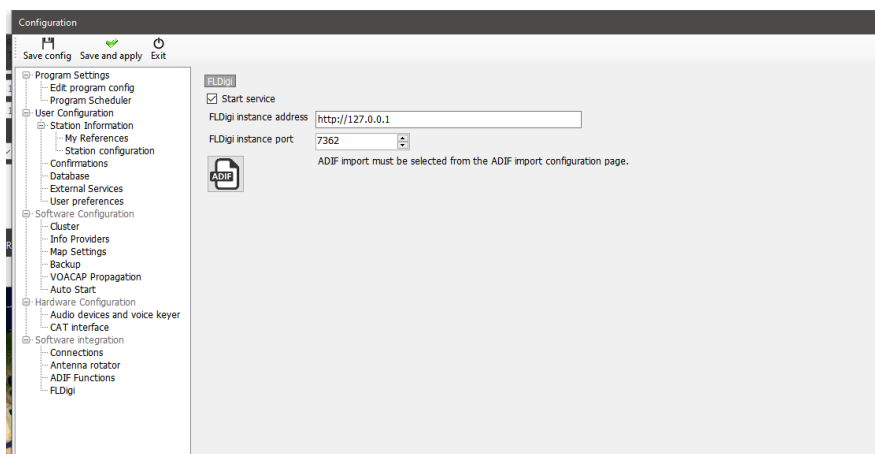 Configuration
Save config Save and apply Exit
Program Settings
Edit program config
Program Scheduler
User Configuration
Station Information
My References
Station configuration
Confirmations
Database
External Services
User preferences
Software Configuration
Cluster
Info Providers
Map Settings
Backup
VOACAP Propagation
Auto Start
Hardware Configuration
Audio devices and voice keyer
CAT interface
Software integration
Connections
Antenna rotator
ADIF Functions
FLDigi
FLDigi
Start service
FLDigi instance address http://127.0.0.1
FLDigi instance port 7362
ADIF
ADIF import must be selected from the ADIF import configuration page.